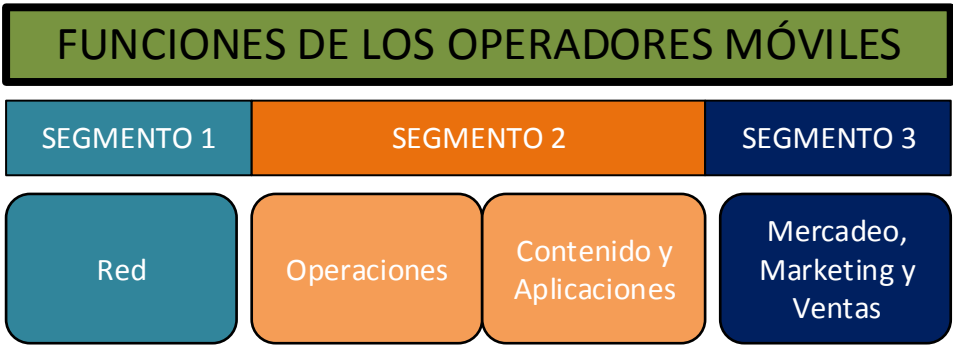 FUNCIONES DE LOS OPERADORES MÓVILES
SEGMENTO 1
SEGMENTO 2
SEGMENTO 3
Red
Operaciones
Contenido y
Aplicaciones
Mercadeo,
Marketing y
Ventas